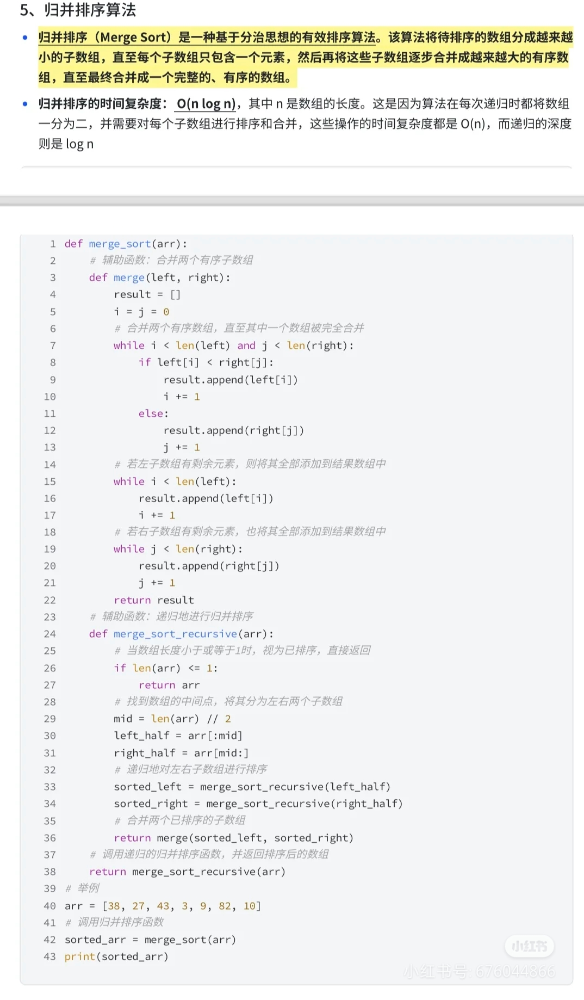 5、归并排序算法
归并排序（Merge Sort）是一种基于分治思想的有效排序算法。该算法将待排序的数组分成越来越
小的子数组，直至每个子数组只包含一个元素，然后再将这些子数组逐步合并成越来越大的有序数
组，直至最终合并成一个完整的、有序的数组。
归并排序的时间复杂度： O(n log n)，其中 n 是数组的长度。这是因为算法在每次递归时都将数组
一分为二，并需要对每个子数组进行排序和合并，这些操作的时间复杂度都是 O(n)，而递归的深度
则是 log n
1 def merge_sort(arr):
2     # 辅助函数：合并两个有序子数组
3     def merge(left, right):
4         result = []
5         i = j = 0
6         # 合并两个有序数组，直至其中一个数组被完全合并
7         while i < len(left) and j < len(right):
8             if left[i] < right[j]:
9                 result.append(left[i])
10                 i += 1
11             else:
12                 result.append(right[j])
13                 j += 1
14         # 若左子数组有剩余元素，则将其全部添加到结果数组中
15         while i < len(left):
16             result.append(left[i])
17             i += 1
18         # 若右子数组有剩余元素，也将其全部添加到结果数组中
19         while j < len(right):
20             result.append(right[j])
21             j += 1
22         return result
23     # 辅助函数：递归地进行归并排序
24     def merge_sort_recursive(arr):
25         # 当数组长度小于或等于1时，视为已排序，直接返回
26         if len(arr) <= 1:
27             return arr
28         # 找到数组的中间点，将其分为左右两个子数组
29         mid = len(arr) // 2
30         left_half = arr[:mid]
31         right_half = arr[mid:]
32         # 递归地对左右子数组进行排序
33         sorted_left = merge_sort_recursive(left_half)
34         sorted_right = merge_sort_recursive(right_half)
35         # 合并两个已排序的子数组
36         return merge(sorted_left, sorted_right)
37     # 调用递归的归并排序函数，并返回排序后的数组
38     return merge_sort_recursive(arr)
39 # 举例
40 arr = [38, 27, 43, 3, 9, 82, 10]
41 # 调用归并排序函数
42 sorted_arr = merge_sort(arr)
43 print(sorted_arr)
小红书
小红书号: 676044866